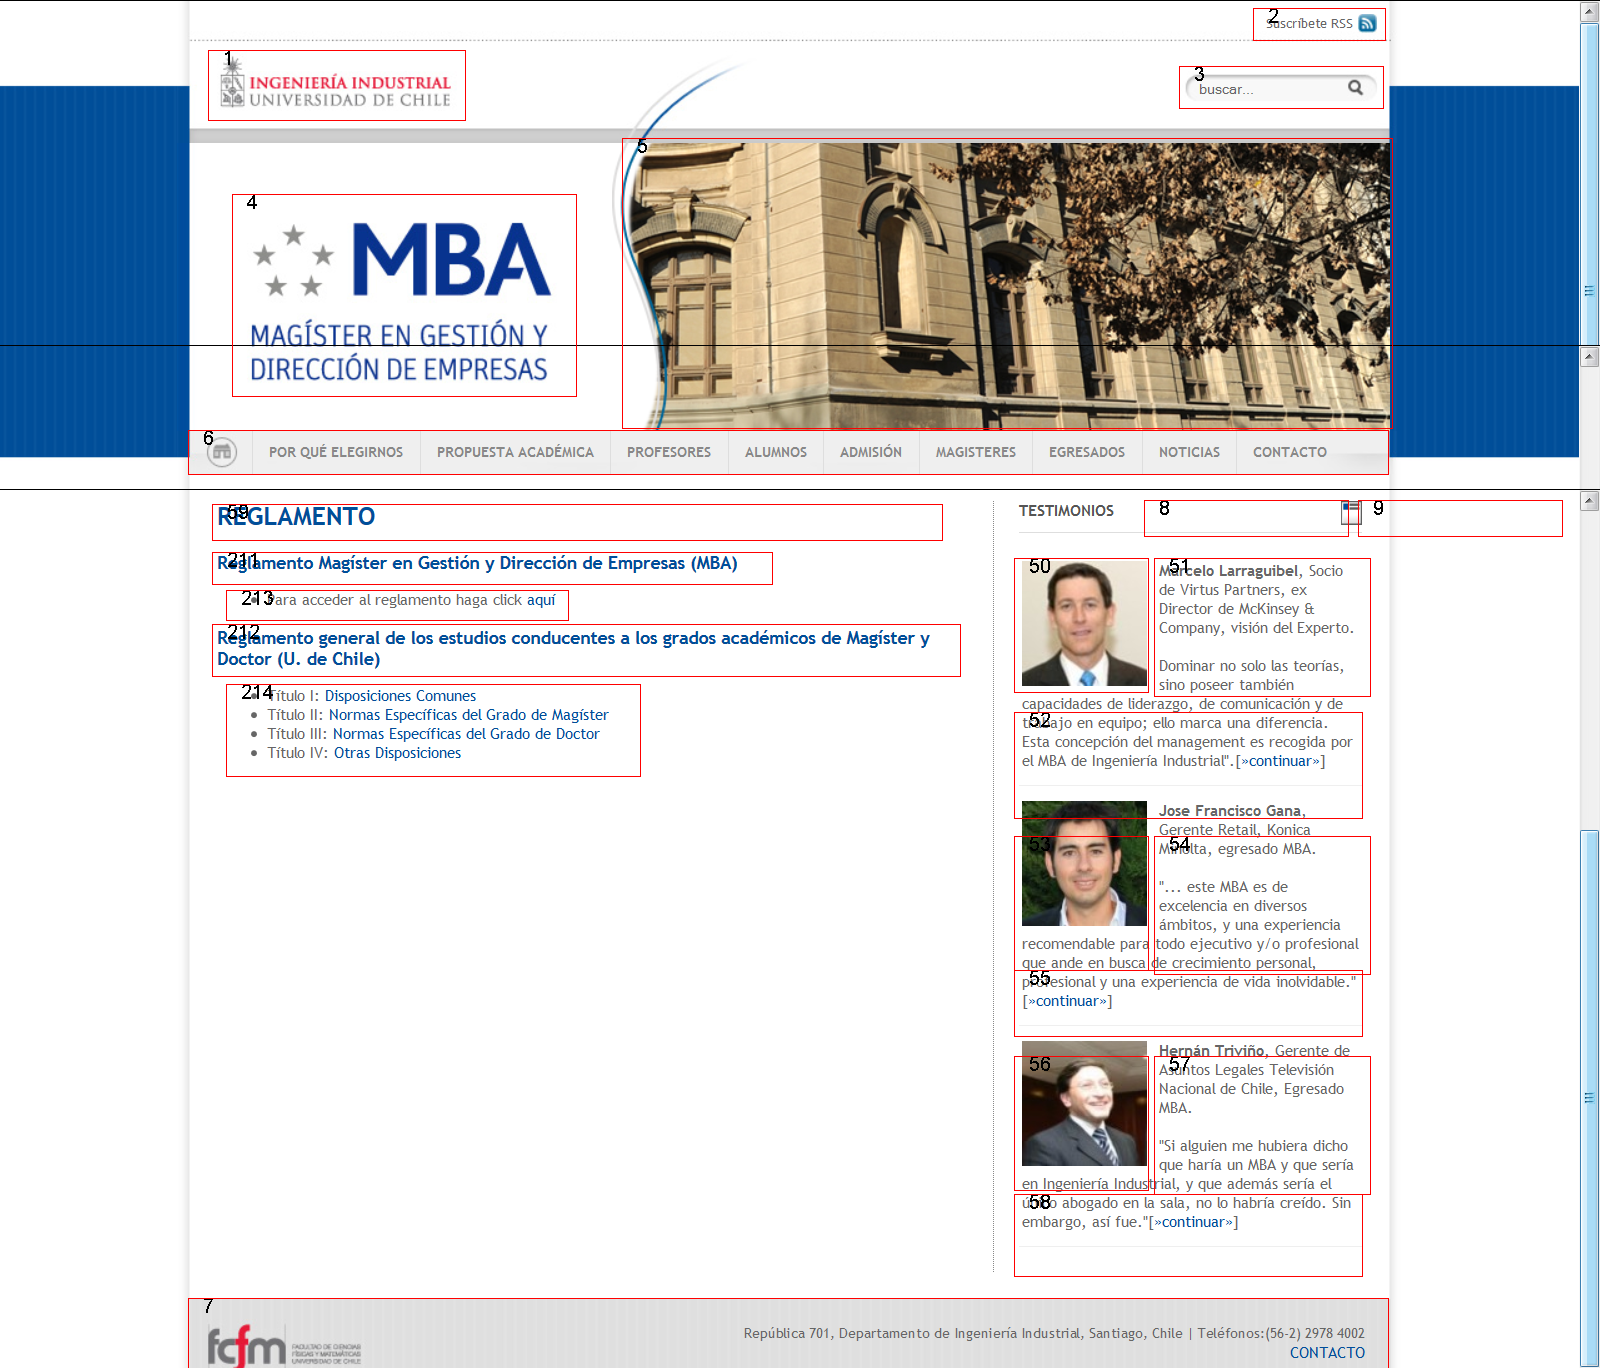 2
Suscríbete RSS
1
INGENIERÍA INDUSTRIAL
UNIVERSIDAD DE CHILE
3
buscar...
5
4
MBA
MAGÍSTER EN GESTIÓN Y
DIRECCIÓN DE EMPRESAS
6
POR QUÉ ELEGIRNOS
PROPUESTA ACADÉMICA
PROFESORES
ALUMNOS
ADMISIÓN
MAGISTERES
EGRESADOS
NOTICIAS
CONTACTO
59
REGLAMENTO
211
Reglamento Magíster en Gestión y Dirección de Empresas (MBA)
213
Para acceder al reglamento haga click aquí
212
Reglamento general de los estudios conducentes a los grados académicos de Magíster y
Doctor (U. de Chile)
214
Título I: Disposiciones Comunes
Título II: Normas Específicas del Grado de Magíster
Título III: Normas Específicas del Grado de Doctor
Título IV: Otras Disposiciones
TESTIMONIOS
8
9
50
51
Marcelo Larraguibel, Socio
de Virtus Partners, ex
Director de McKinsey &
Company, visión del Experto.
Dominar no solo las teorías,
sino poseer también
capacidades de liderazgo, de comunicación y de
52
trabajo en equipo; ello marca una diferencia.
Esta concepción del management es recogida por
el MBA de Ingeniería Industrial".[»continuar»]
Jose Francisco Gana,
Gerente Retail, Konica
53
54
Minolta, egresado MBA.
"... este MBA es de
excelencia en diversos
ámbitos, y una experiencia
recomendable para todo ejecutivo y/o profesional
que ande en busca de crecimiento personal,
55
profesional y una experiencia de vida inolvidable."
[»continuar»]
Hernán Triviño, Gerente de
56
57
Asuntos Legales Televisión
Nacional de Chile, Egresado
MBA.
"Si alguien me hubiera dicho
que haría un MBA y que sería
en Ingeniería Industrial, y que además sería el
58
único abogado en la sala, no lo habría creído. Sin
embargo, así fue."[»continuar»]
7
fcfm
FACULTAD DE CIENCIAS
FÍSICAS Y MATEMÁTICAS
UNIVERSIDAD DE CHILE
República 701, Departamento de Ingeniería Industrial, Santiago, Chile | Teléfonos:(56-2) 2978 4002
CONTACTO